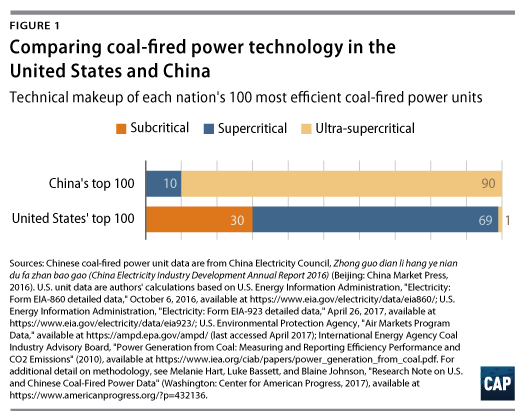 FIGURE 1
Comparing coal-fired power technology in the
United States and China
Technical makeup of each nation's 100 most efficient coal-fired power units
Subcritical Supercritical Ultra-supercritical
China's top 100 10 90
United States' top 100 30 69 1
Sources: Chinese coal-fired power unit data are from China Electricity Council, Zhong guo dian li hang ye nian
du fa zhan bao gao (China Electricity Industry Development Annual Report 2016) (Beijing: China Market Press,
2016). U.S. unit data are authors' calculations based on U.S. Energy Information Administration, "Electricity:
Form EIA-860 detailed data," October 6, 2016, available at https://www.eia.gov/electricity/data/eia860/; U.S.
Energy Information Administration, "Electricity: Form EIA-923 detailed data," April 26, 2017, available at
https://www.eia.gov/electricity/data/eia923/; U.S. Environmental Protection Agency, "Air Markets Program
Data," available at https://ampd.epa.gov/ampd/ (last accessed April 2017); International Energy Agency Coal
Industry Advisory Board, "Power Generation from Coal: Measuring and Reporting Efficiency Performance and
CO2 Emissions" (2010), available at https://www.iea.org/ciab/papers/power_generation_from_coal.pdf. For
additional detail on methodology, see Melanie Hart, Luke Bassett, and Blaine Johnson, "Research Note on U.S.
and Chinese Coal-Fired Power Data" (Washington: Center for American Progress, 2017), available at
https://www.americanprogress.org/?p=432136.
CAP